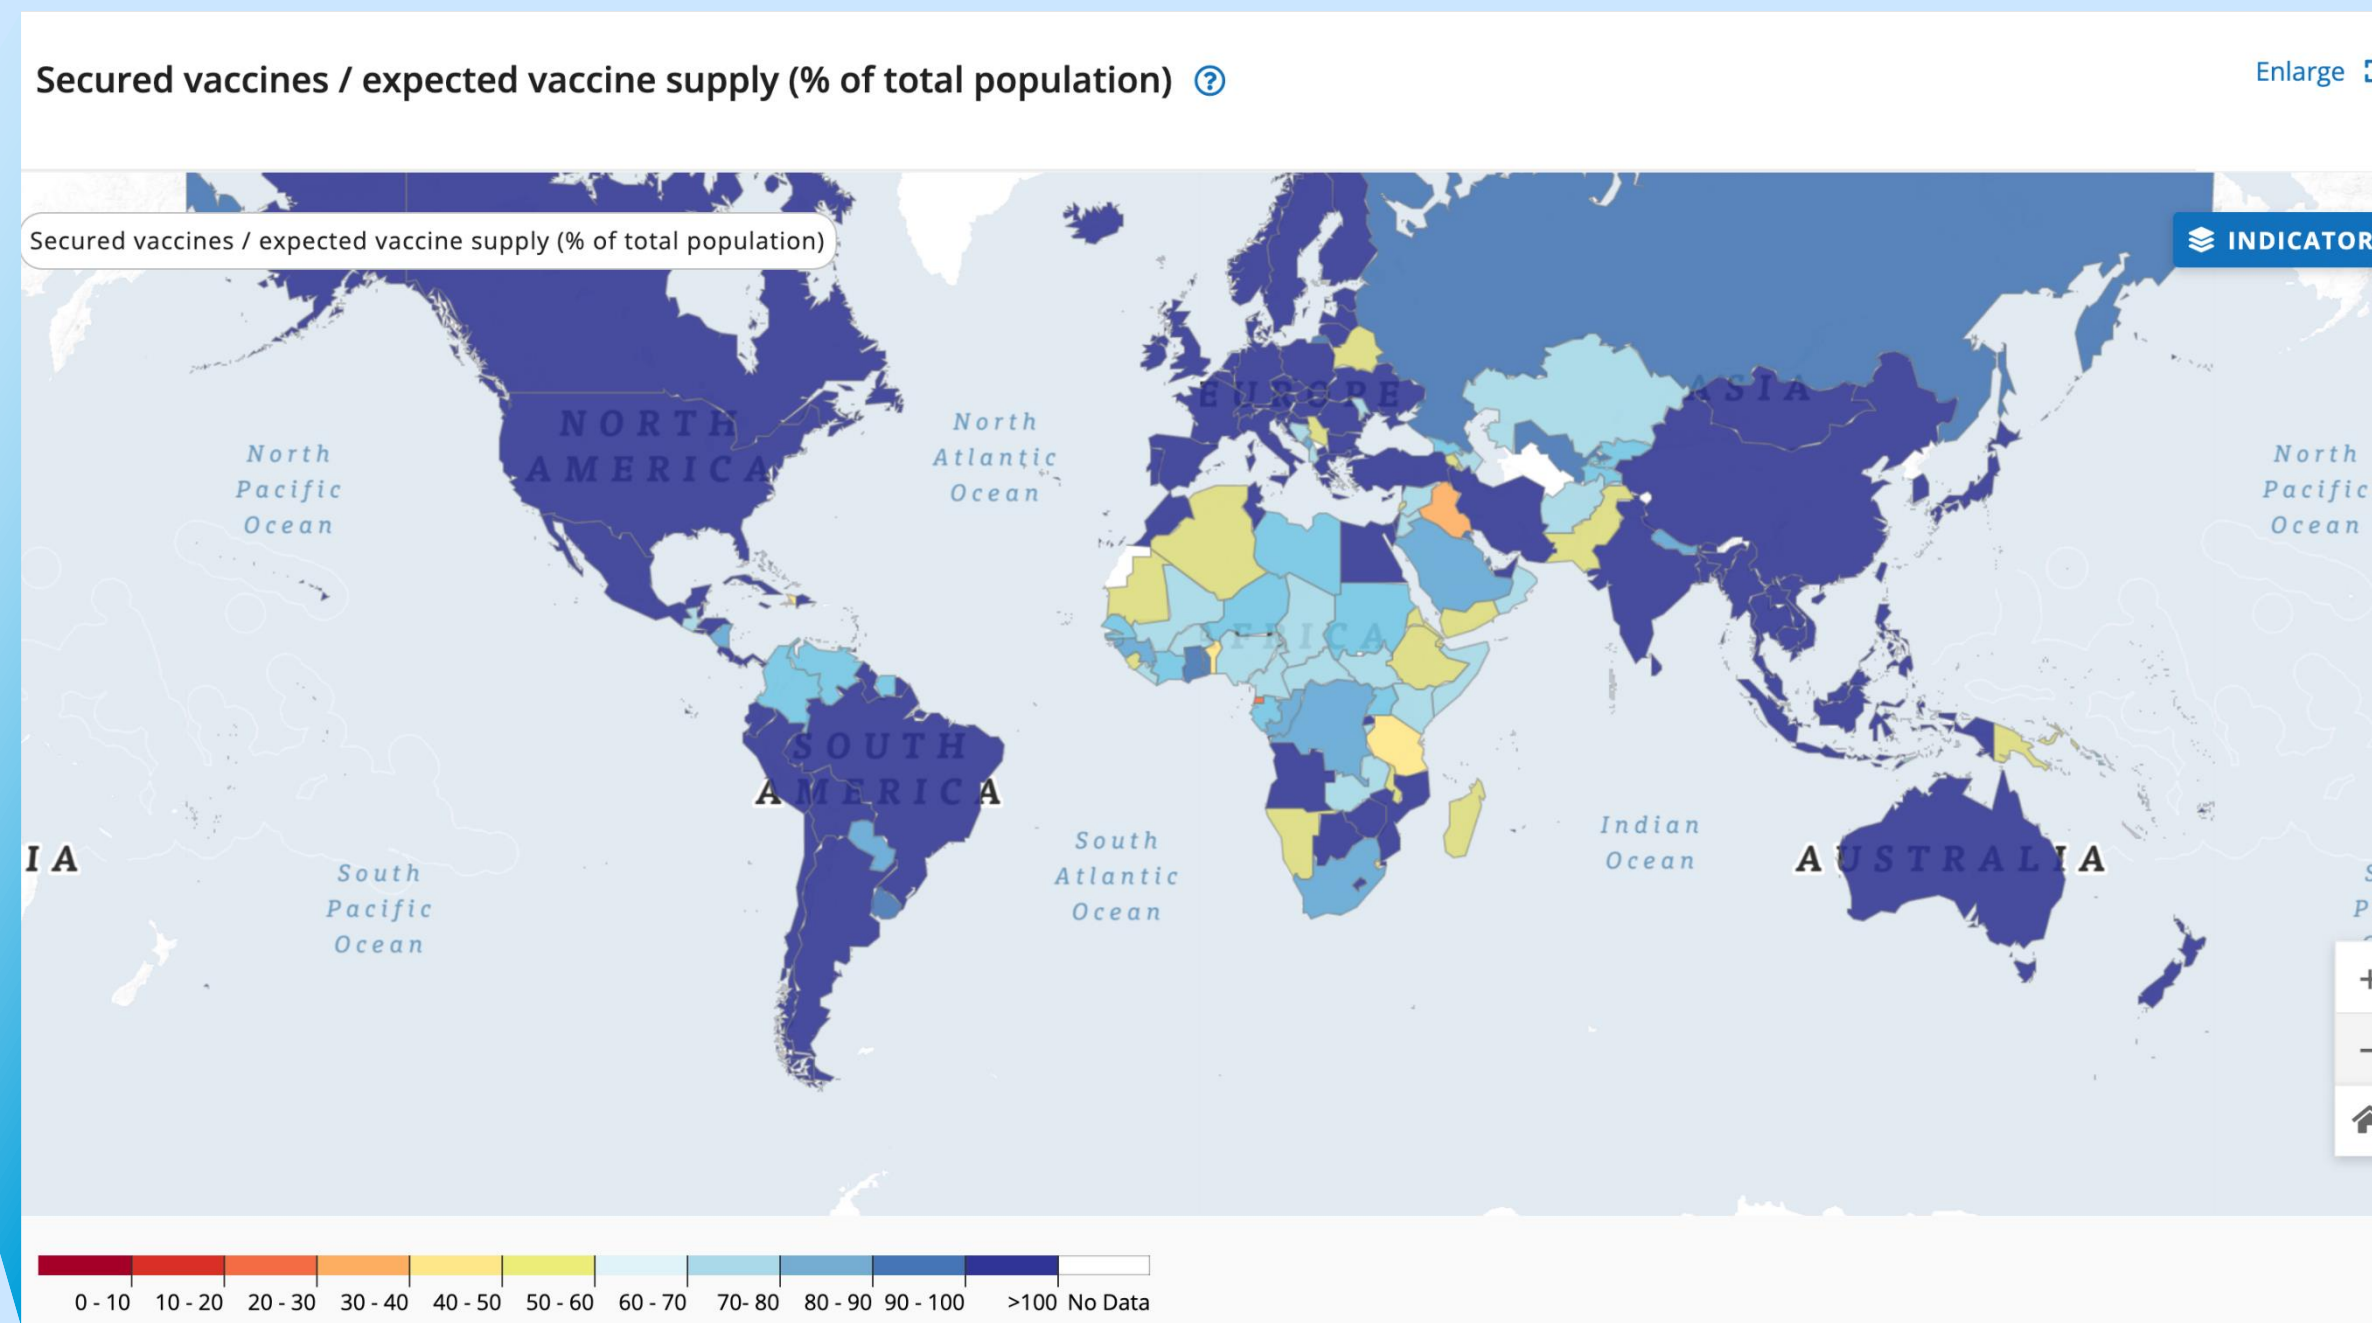 Secured vaccines / expected vaccine supply (% of total population) ?
Enlarge
Secured vaccines / expected vaccine supply (% of total population)
INDICATOR
EUROPE
ASIA
NORTH
AMERICA
North
Pacific
Ocean
North
Atlantic
Ocean
North
Pacific
Ocean
AFRICA
SOUTH
AMERICA
South
Pacific
Ocean
South
Atlantic
Ocean
Indian
Ocean
AUSTRALIA
IA
S
P
+
−
0 - 10 10 - 20 20 - 30 30 - 40 40 - 50 50 - 60 60 - 70 70- 80 80 - 90 90 - 100 >100 No Data